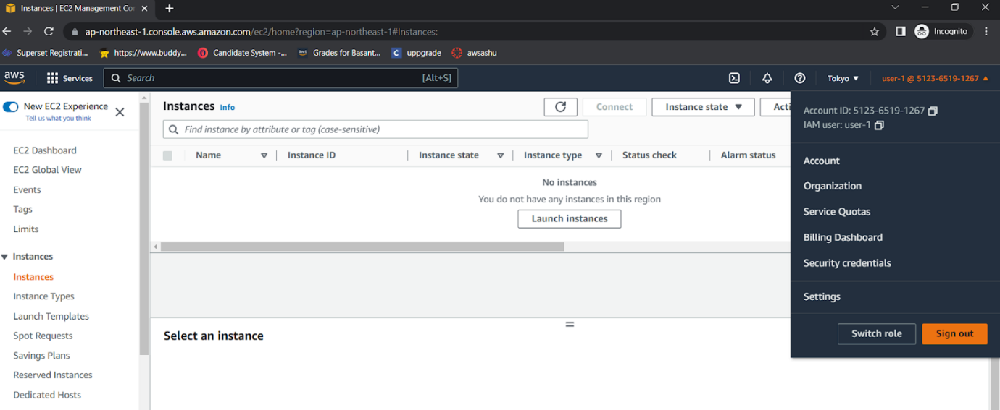 Instances | EC2 Management Con
ap-northeast-1.console.aws.amazon.com/ec2/home?region=ap-northeast-1#Instances:
Incognito
Superset Registrati... https://www.buddy... Candidate System -... aws Grades for Basant... C uppgrade awsashu
aws Services Search [Alt+S] Tokyo ▼ user-1 @ 5123-6519-1267 ▲
New EC2 Experience
Tell us what you think
EC2 Dashboard
EC2 Global View
Events
Tags
Limits
Instances
Instances
Instance Types
Launch Templates
Spot Requests
Savings Plans
Reserved Instances
Dedicated Hosts
Instances Info Connect Instance state ▼ Acti
Find instance by attribute or tag (case-sensitive)
Name Instance ID Instance state Instance type Status check Alarm status
No instances
You do not have any instances in this region
Launch instances
Select an instance
Account ID: 5123-6519-1267
IAM user: user-1
Account
Organization
Service Quotas
Billing Dashboard
Security credentials
Settings
Switch role Sign out